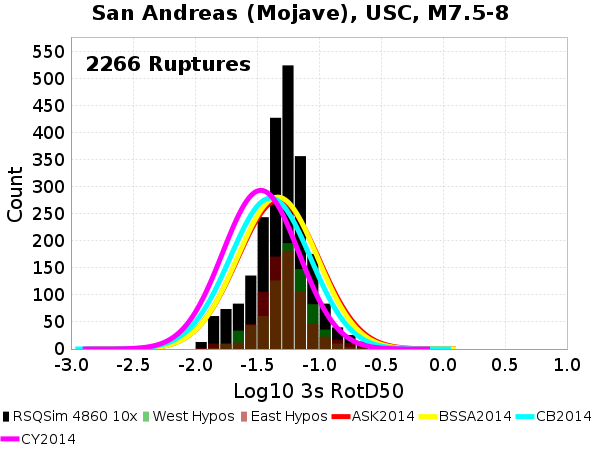 San Andreas (Mojave), USC, M7.5-8
2266 Ruptures
550
500
450
400
350
300
250
200
150
100
50
0
Count
-3.0 -2.5 -2.0 -1.5 -1.0 -0.5 0.0 0.5 1.0
Log10 3s RotD50
RSQSim 4860 10x West Hypos East Hypos ASK2014 BSSA2014 CB2014
CY2014